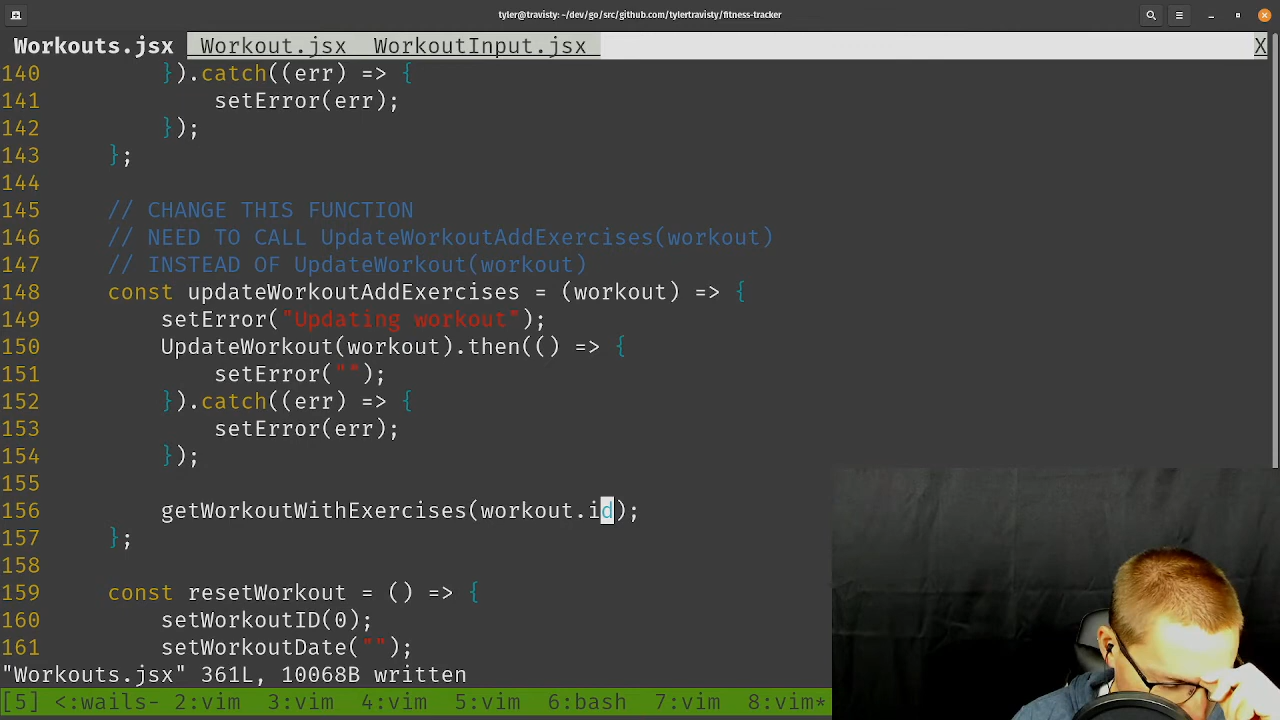 tyler@travisty:~/dev/go/src/github.com/tylertravisty/fitness-tracker
Workouts.jsx Workout.jsx WorkoutInput.jsx X
140 }).catch((err) => {
141 setError(err);
142 });
143 };
144
145 // CHANGE THIS FUNCTION
146 // NEED TO CALL UpdateWorkoutAddExercises(workout)
147 // INSTEAD OF UpdateWorkout(workout)
148 const updateWorkoutAddExercises = (workout) => {
149 setError("Updating workout");
150 UpdateWorkout(workout).then(() => {
151 setError("");
152 }).catch((err) => {
153 setError(err);
154 });
155
156 getWorkoutWithExercises(workout.id);
157 };
158
159 const resetWorkout = () => {
160 setWorkoutID(0);
161 setWorkoutDate("");
"Workouts.jsx" 361L, 10068B written
[5] <:wails- 2:vim 3:vim 4:vim 5:vim 6:bash 7:vim 8:vim*